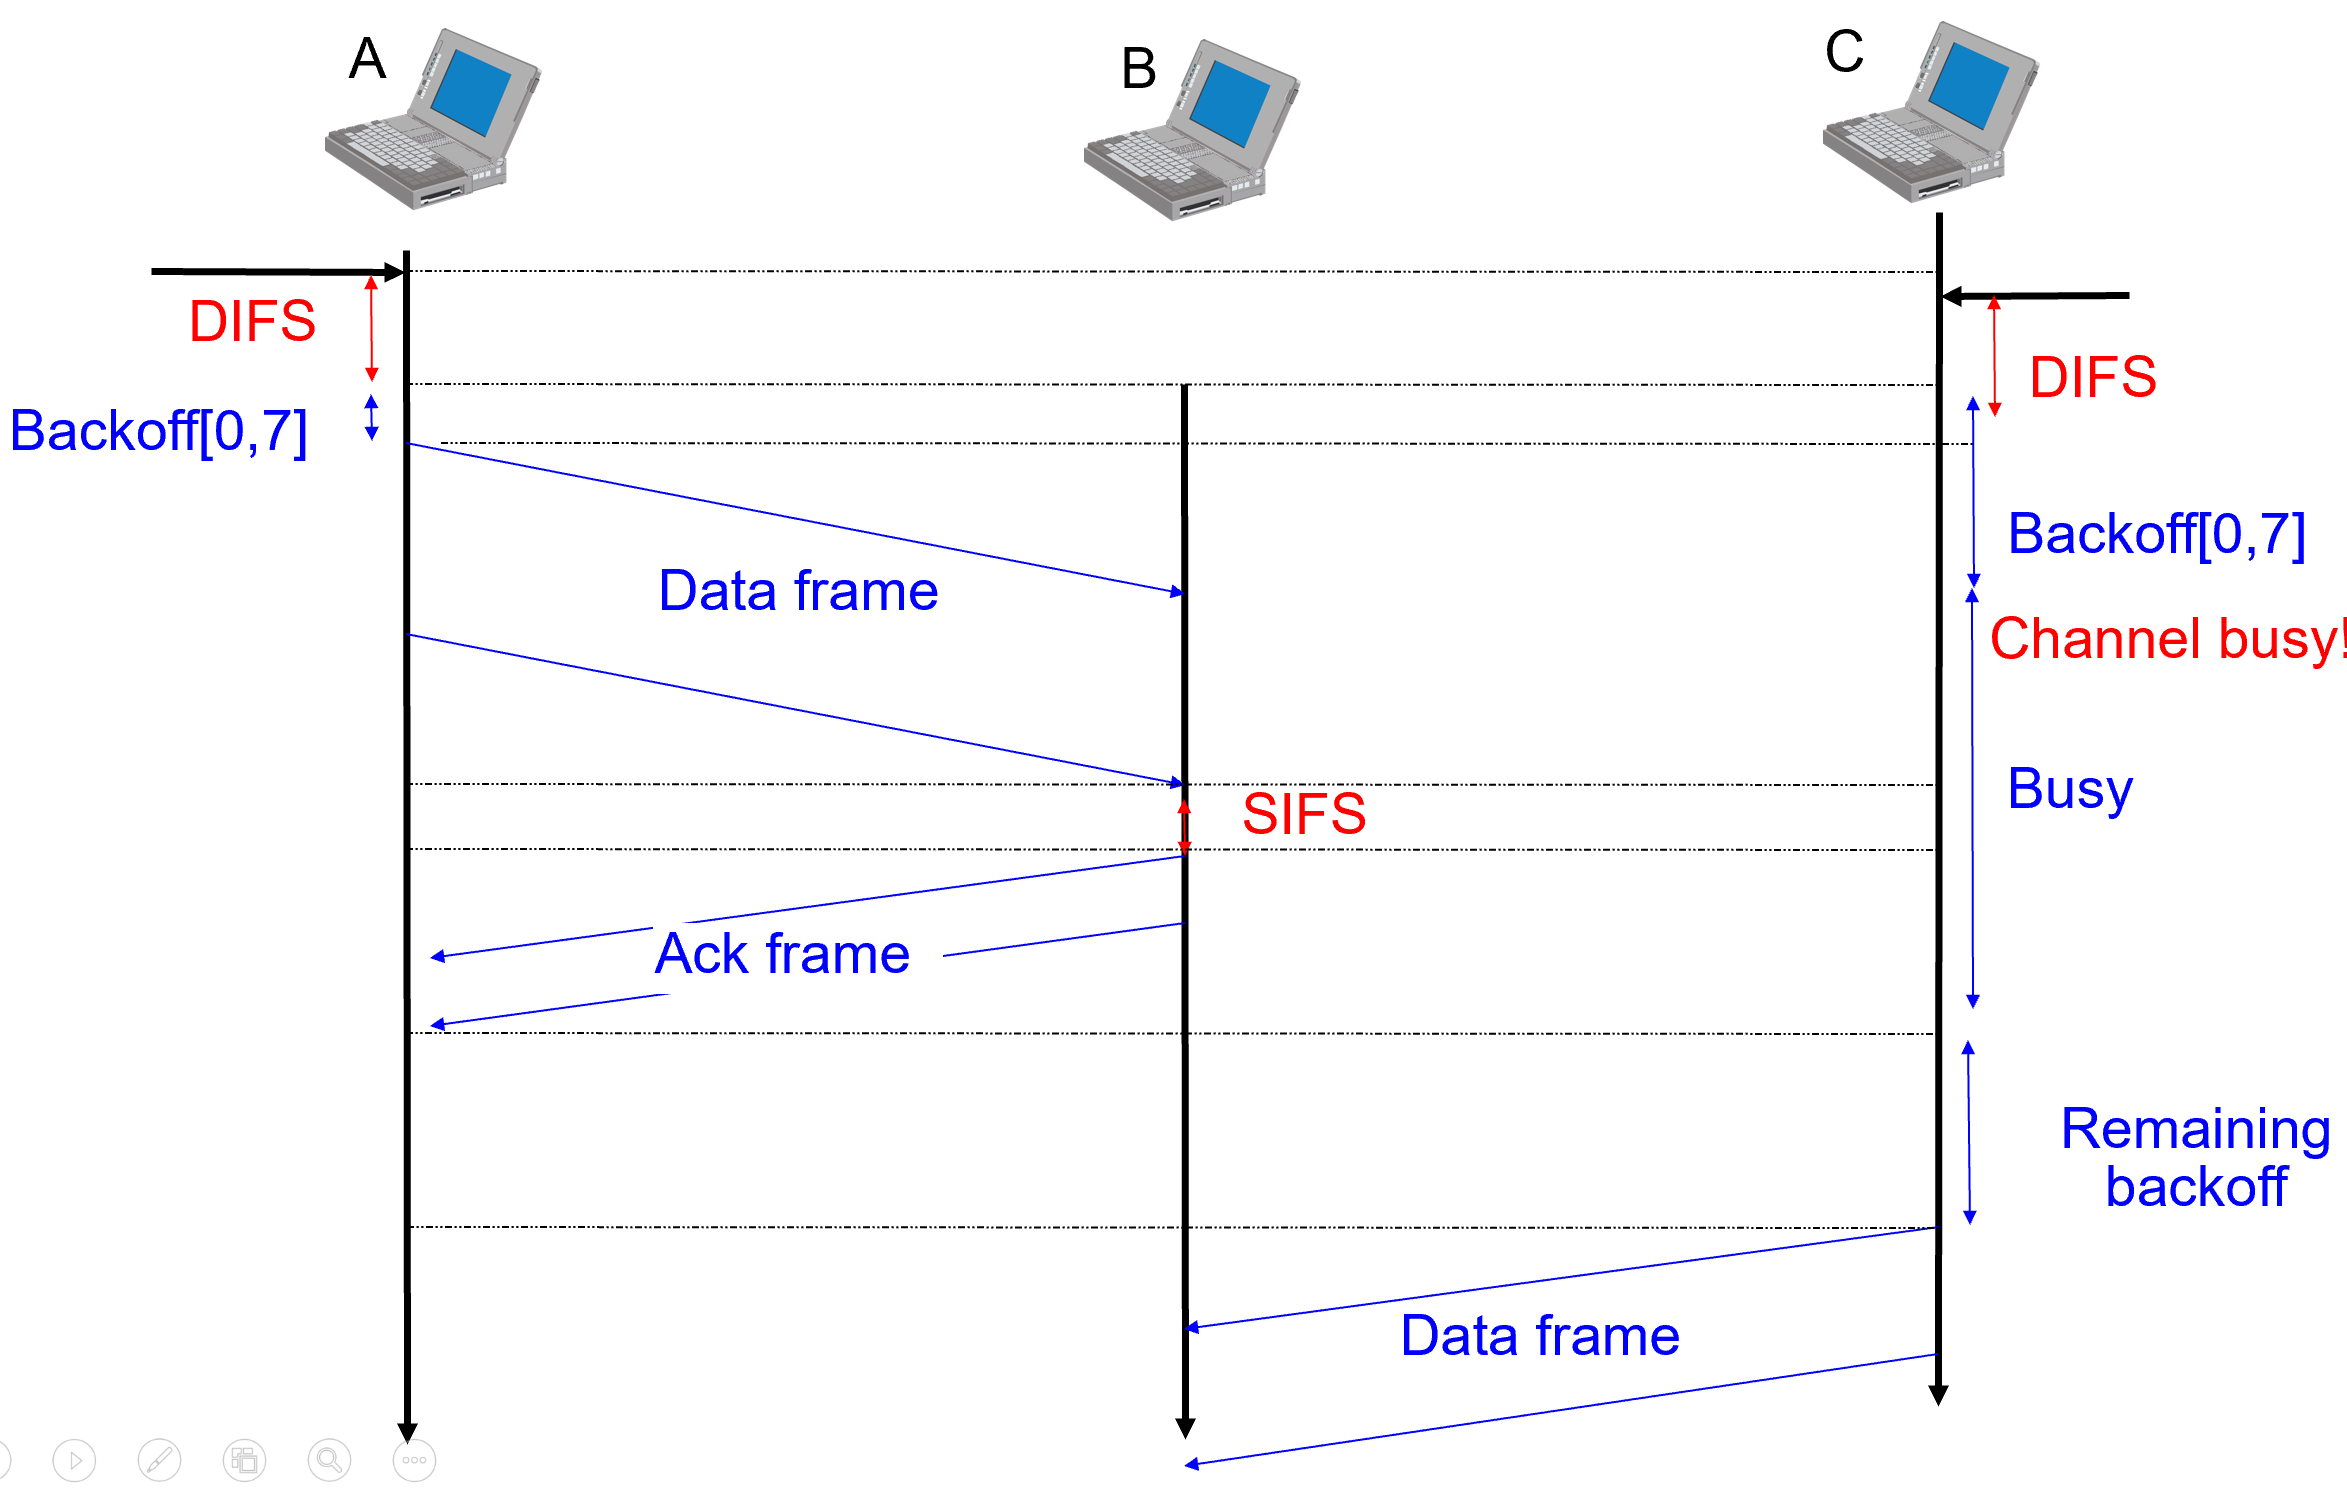 A
B
C
DIFS
DIFS
Backoff[0,7]
Backoff[0,7]
Data frame
Channel busy!
Busy
SIFS
Ack frame
Remaining
backoff
Data frame